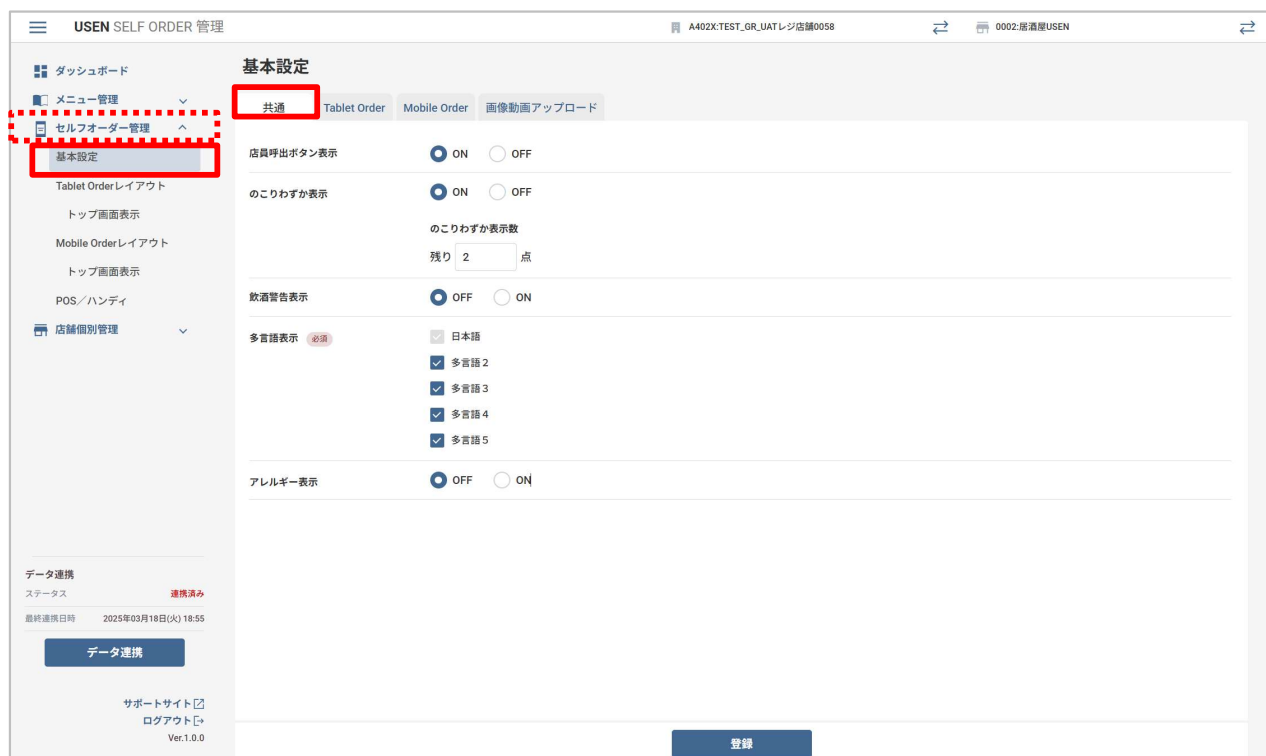 USEN SELF ORDER 管理
A402X:TEST_GR_UATレジ店舗0058
0002:居酒屋USEN
ダッシュボード
メニュー管理
セルフオーダー管理
基本設定
Tablet Orderレイアウト
トップ画面表示
Mobile Orderレイアウト
トップ画面表示
POS／ハンディ
店舗個別管理
データ連携
ステータス 連携済み
最終連携日時 2025年03月18日(火) 18:55
データ連携
サポートサイト
ログアウト
Ver.1.0.0
基本設定
共通 Tablet Order Mobile Order 画像動画アップロード
店員呼出ボタン表示 ON OFF
のこりわずか表示 ON OFF
のこりわずか表示数
残り 2 点
飲酒警告表示 OFF ON
多言語表示 必須 日本語
多言語2
多言語3
多言語4
多言語5
アレルギー表示 OFF ON
登録